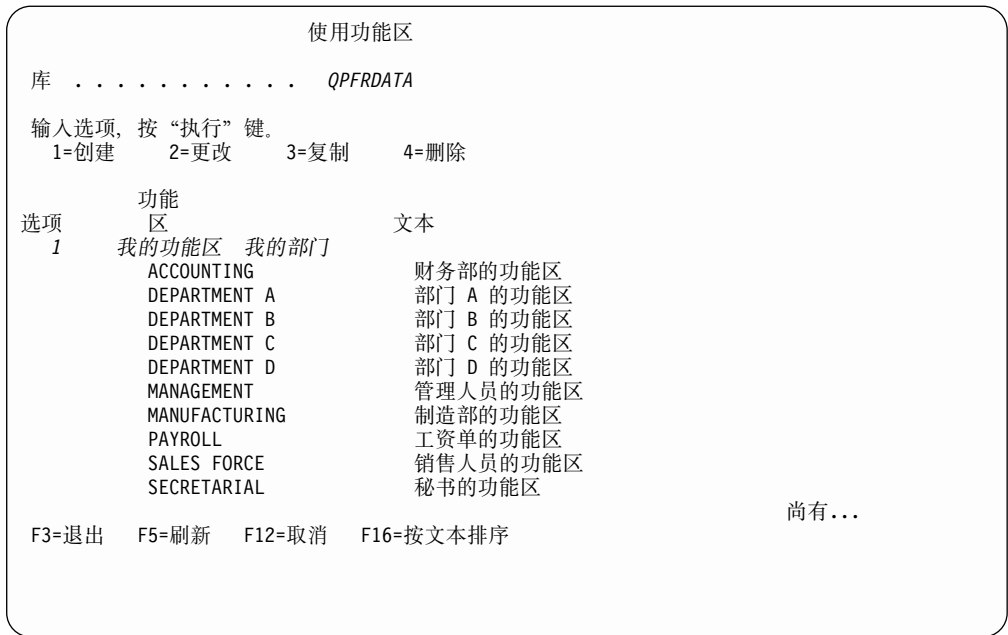 使用功能区
库 . . . . . . . . . . . QPFRDATA
输入选项，按“执行”键。
1=创建 2=更改 3=复制 4=删除
功能
选项 区 文本
1 我的功能区 我的部门
ACCOUNTING 财务部的功能区
DEPARTMENT A 部门 A 的功能区
DEPARTMENT B 部门 B 的功能区
DEPARTMENT C 部门 C 的功能区
DEPARTMENT D 部门 D 的功能区
MANAGEMENT 管理人员的功能区
MANUFACTURING 制造部的功能区
PAYROLL 工资单的功能区
SALES FORCE 销售人员的功能区
SECRETARIAL 秘书的功能区
尚有...
F3=退出 F5=刷新 F12=取消 F16=按文本排序